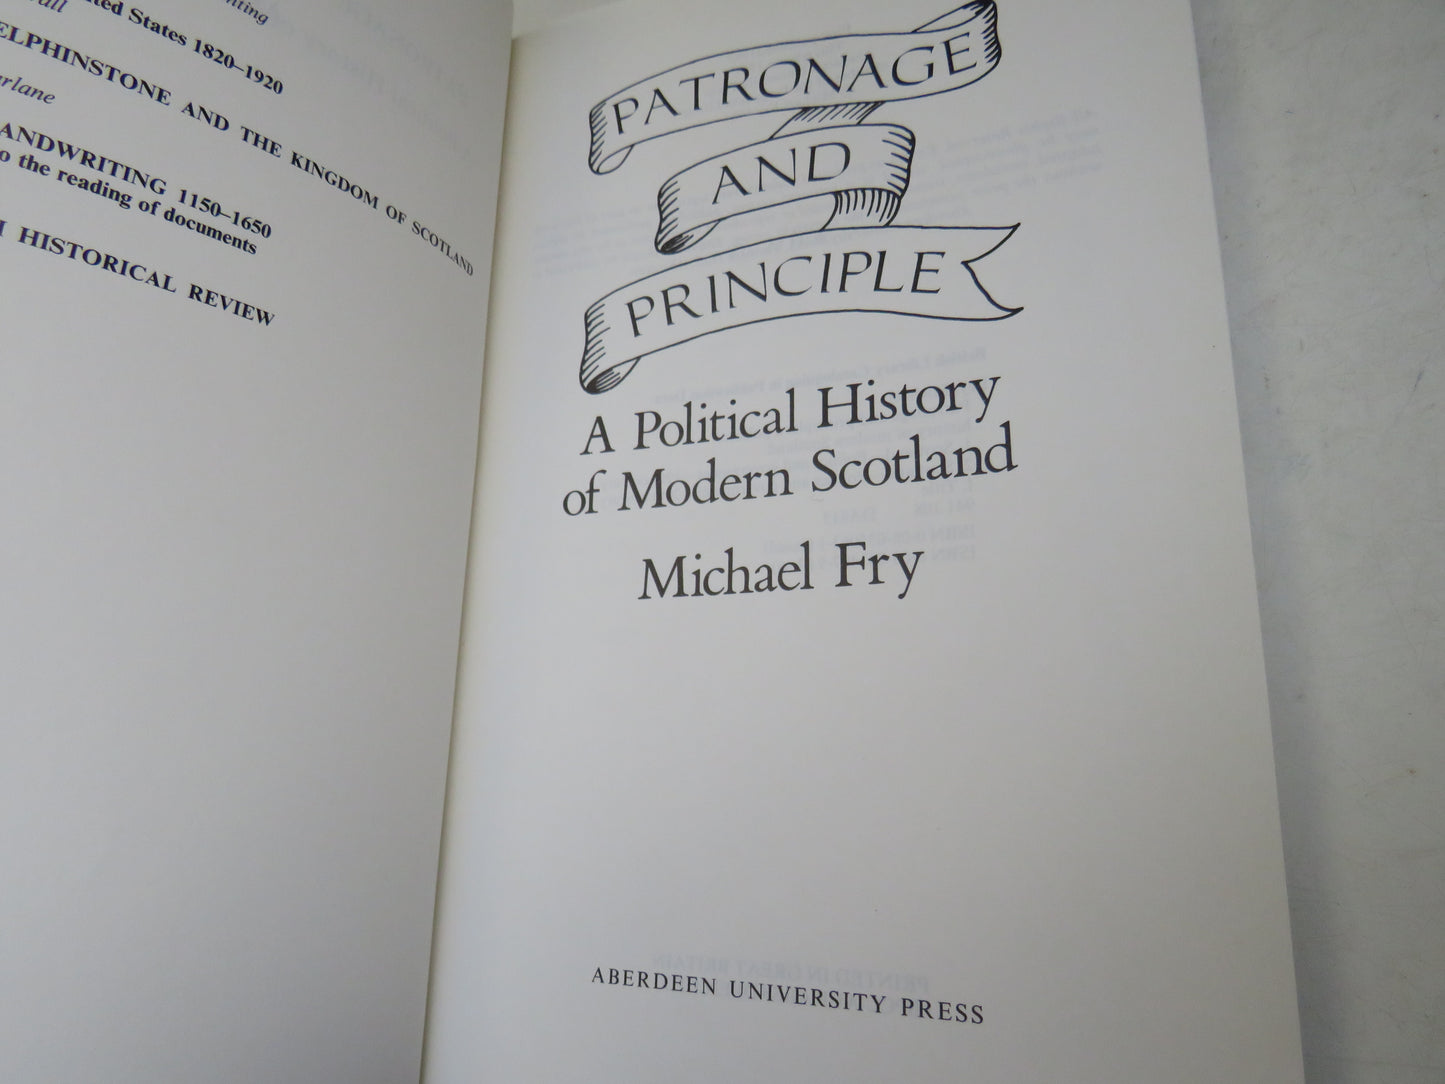 United States 1820–1920
ELPHINSTONE AND THE KINGDOM OF SCOTLAND
ANDWRITING 1150–1650
o the reading of documents
HISTORICAL REVIEW
PATRONAGE
AND
PRINCIPLE
A Political History
of Modern Scotland
Michael Fry
ABERDEEN UNIVERSITY PRESS